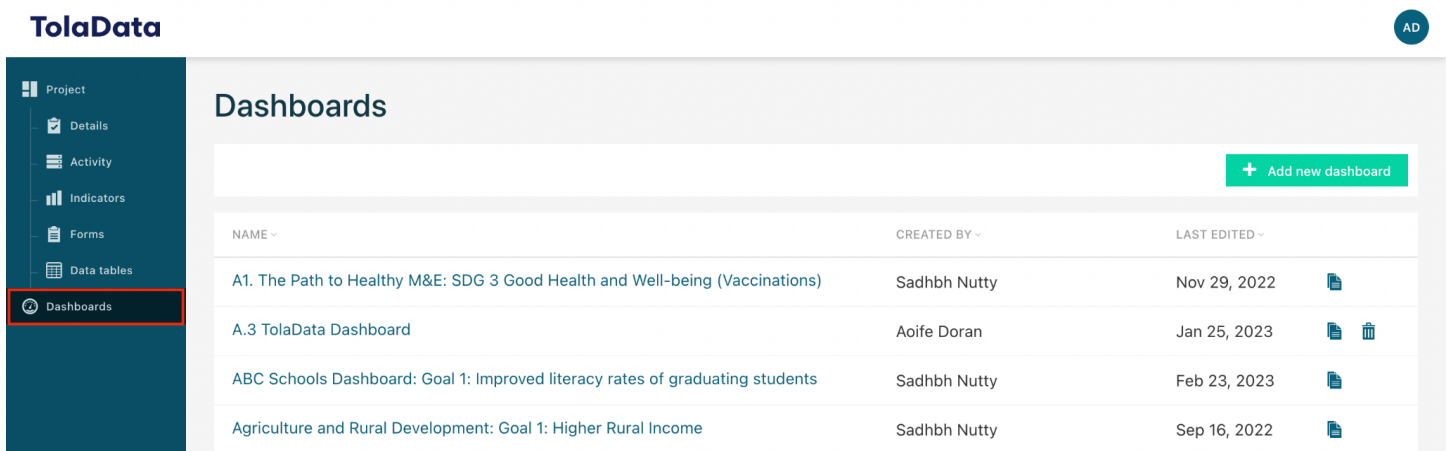 TolaData
AD
Project
Details
Activity
Indicators
Forms
Data tables
Dashboards
Dashboards
+ Add new dashboard
NAME CREATED BY LAST EDITED
A1. The Path to Healthy M&E: SDG 3 Good Health and Well-being (Vaccinations) Sadhbh Nutty Nov 29, 2022
A.3 TolaData Dashboard Aoife Doran Jan 25, 2023
ABC Schools Dashboard: Goal 1: Improved literacy rates of graduating students Sadhbh Nutty Feb 23, 2023
Agriculture and Rural Development: Goal 1: Higher Rural Income Sadhbh Nutty Sep 16, 2022